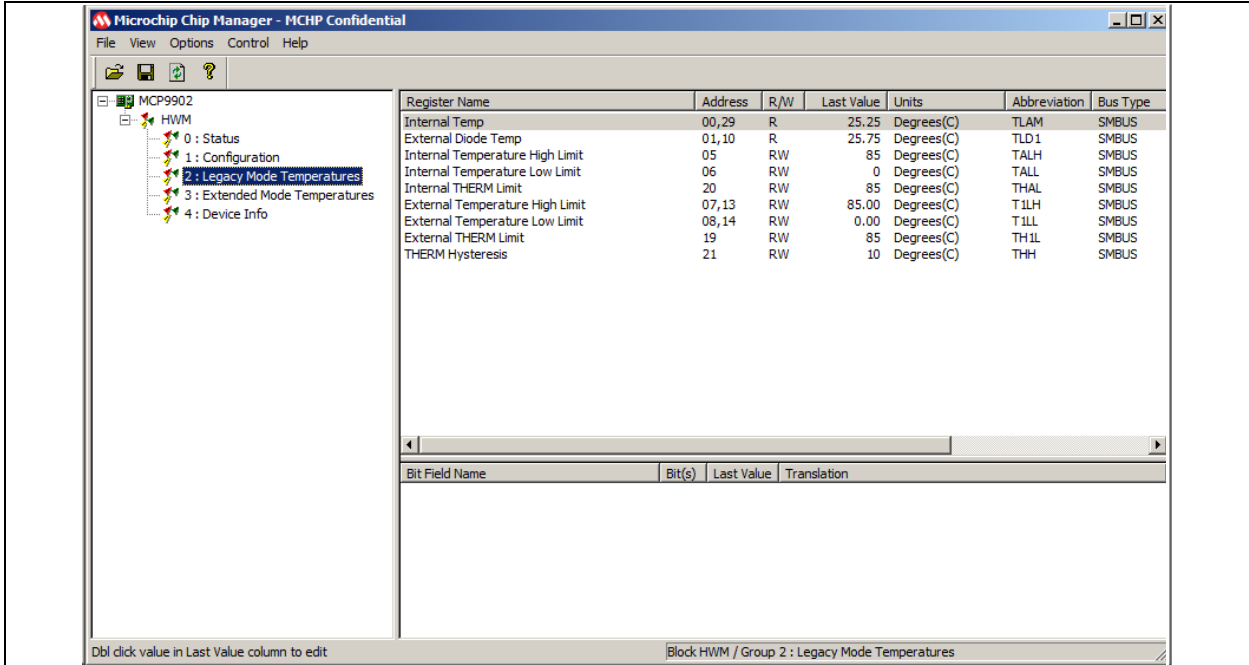 Microchip Chip Manager - MCHP Confidential
File View Options Control Help
MCP9902
HWM
0 : Status
1 : Configuration
2 : Legacy Mode Temperatures
3 : Extended Mode Temperatures
4 : Device Info
Register Name Address R/W Last Value Units Abbreviation Bus Type
Internal Temp 00,29 R 25.25 Degrees(C) TLAM SMBUS
External Diode Temp 01,10 R 25.75 Degrees(C) TLD1 SMBUS
Internal Temperature High Limit 05 RW 85 Degrees(C) TALH SMBUS
Internal Temperature Low Limit 06 RW 0 Degrees(C) TALL SMBUS
Internal THERM Limit 20 RW 85 Degrees(C) THAL SMBUS
External Temperature High Limit 07,13 RW 85.00 Degrees(C) T1LH SMBUS
External Temperature Low Limit 08,14 RW 0.00 Degrees(C) T1LL SMBUS
External THERM Limit 19 RW 85 Degrees(C) TH1L SMBUS
THERM Hysteresis 21 RW 10 Degrees(C) THH SMBUS
Bit Field Name Bit(s) Last Value Translation
Dbl click value in Last Value column to edit Block HWM / Group 2 : Legacy Mode Temperatures